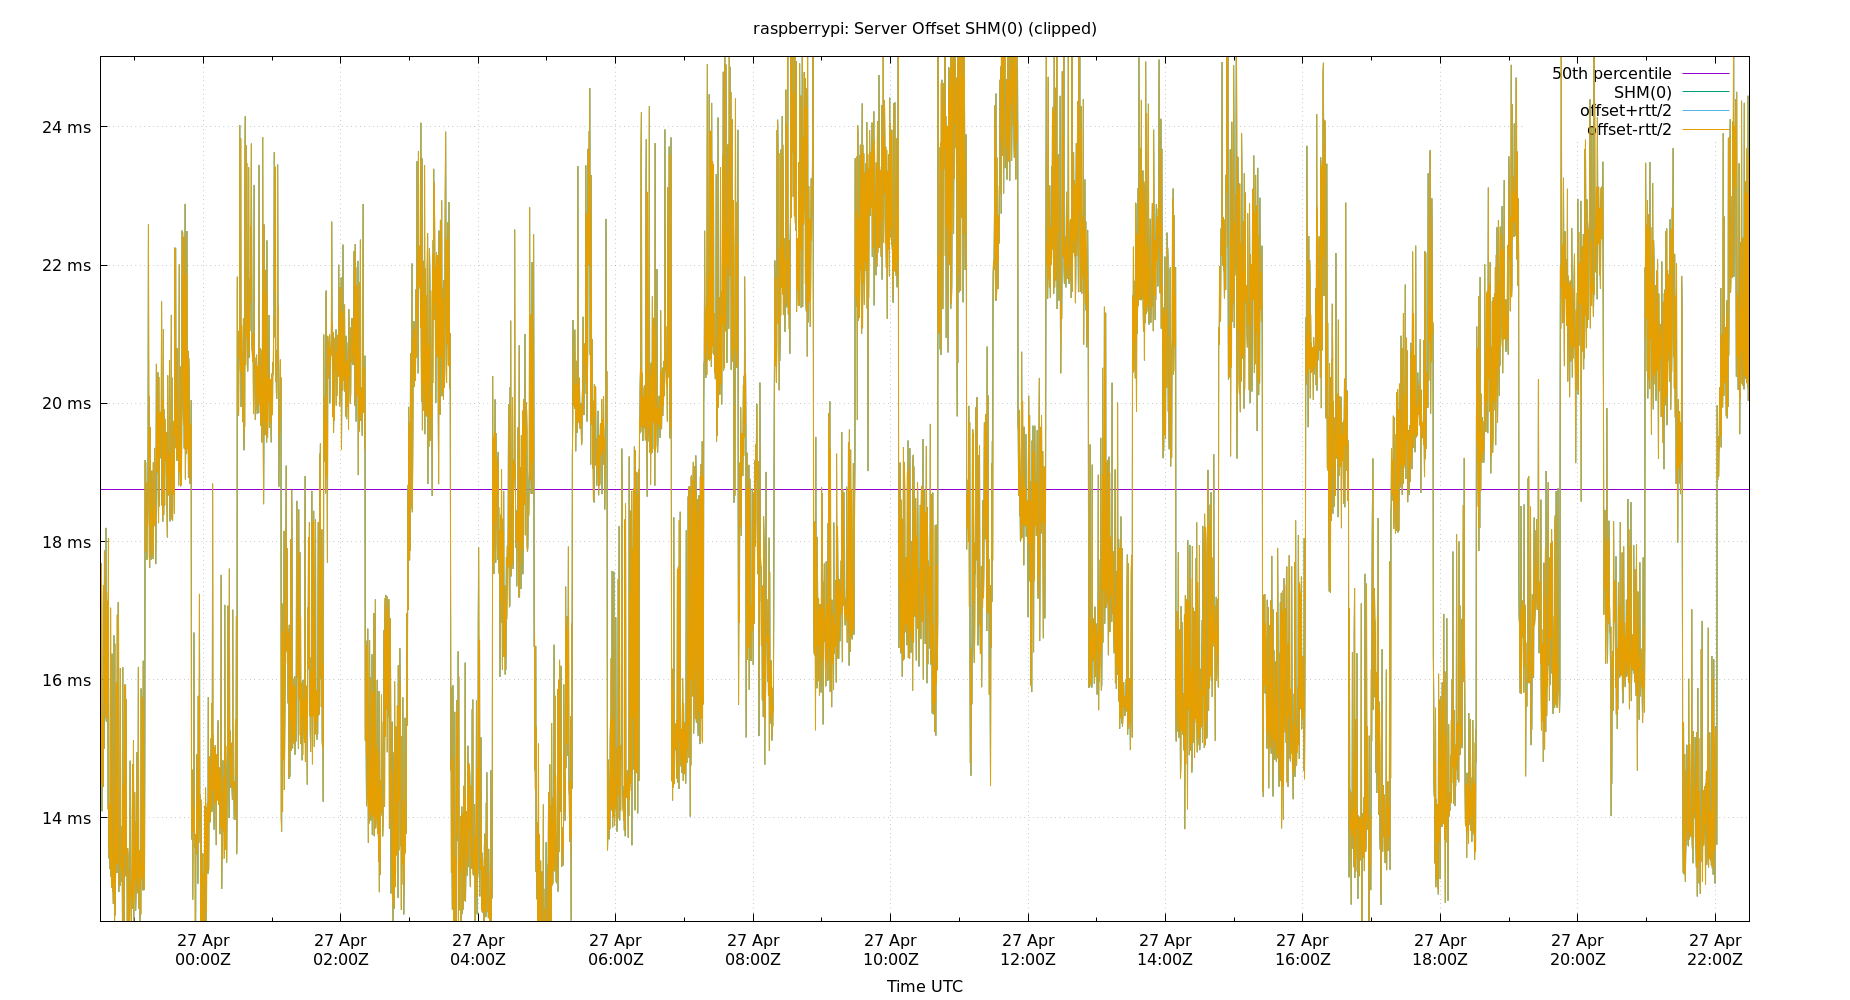 raspberrypi: Server Offset SHM(0) (clipped)
50th percentile
SHM(0)
offset+rtt/2
offset-rtt/2
24 ms
22 ms
20 ms
18 ms
16 ms
14 ms
27 Apr 27 Apr 27 Apr 27 Apr 27 Apr 27 Apr 27 Apr 27 Apr 27 Apr 27 Apr 27 Apr 27 Apr
00:00Z 02:00Z 04:00Z 06:00Z 08:00Z 10:00Z 12:00Z 14:00Z 16:00Z 18:00Z 20:00Z 22:00Z
Time UTC